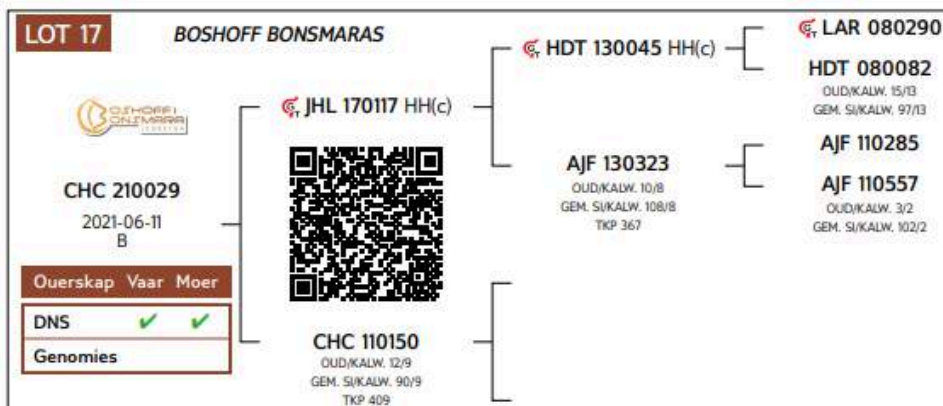 LOT 17
BOSHOFF BONSMARAS
CHC 210029
2021-06-11
B
Ouerskap Vaar Moer
DNS ✔ ✔
Genomies
JHL 170117 HH(c)
CHC 110150
OUD/KALW. 12/9
GEM. SI/KALW. 90/9
TKP 409
HDT 130045 HH(c)
AJF 130323
OUD/KALW. 10/8
GEM. SI/KALW. 108/8
TKP 367
LAR 080290
HDT 080082
OUD/KALW. 15/13
GEM. SI/KALW. 97/13
AJF 110285
AJF 110557
OUD/KALW. 3/2
GEM. SI/KALW. 102/2